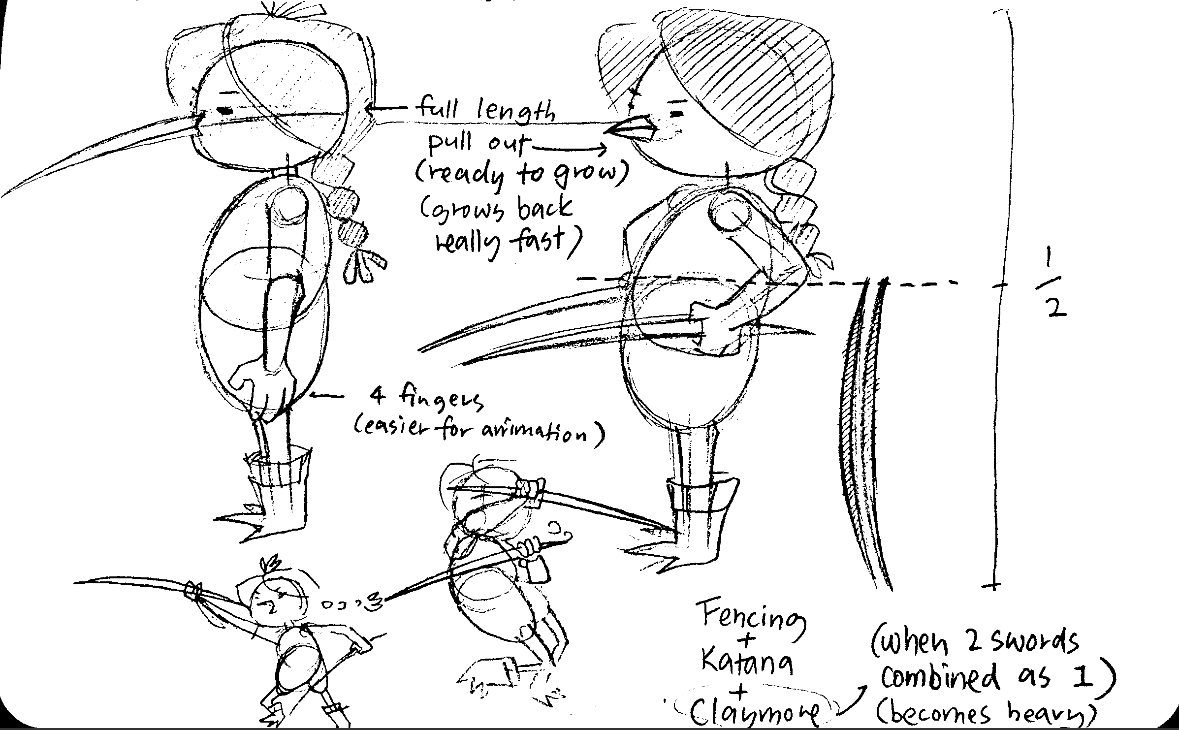 full length
pull out
(ready to grow)
(grows back
really fast)
1/2
4 fingers
(easier for animation)
Fencing
+
Katana
+
Claymore
(when 2 swords
combined as 1)
(becomes heavy)